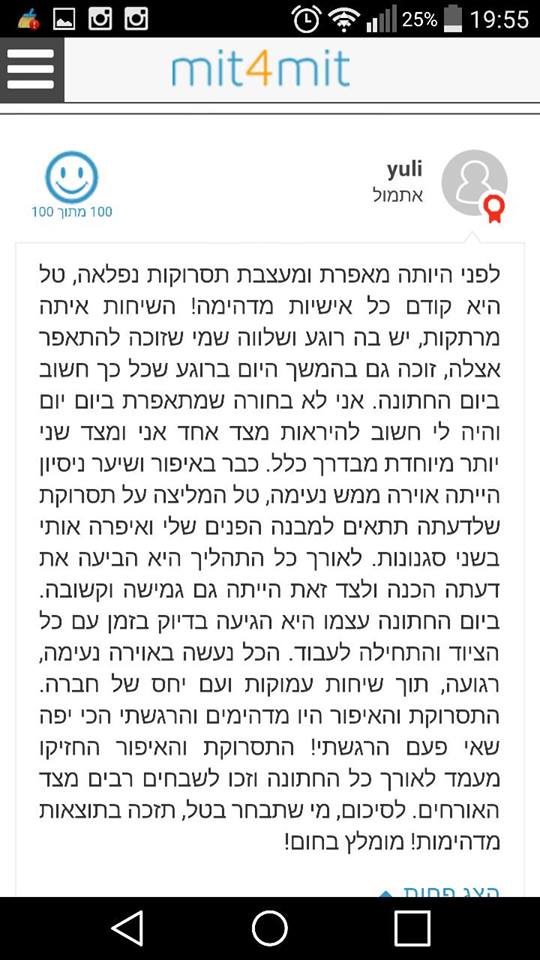 25% 19:55
mit4mit
yuli
אתמול
100 מתוך 100
לפני היותה מאפרת ומעצבת תסרוקות נפלאה, טל
היא קודם כל אישיות מדהימה! השיחות איתה
מרתקות, יש בה רוגע ושלווה שמי שזוכה להתאפר
אצלה, זוכה גם בהמשך היום ברוגע שכל כך חשוב
ביום החתונה. אני לא בחורה שמתאפרת ביום יום
והיה לי חשוב להיראות מצד אחד אני ומצד שני
יותר מיוחדת מבדרך כלל. כבר באיפור ושיער ניסיון
הייתה אוירה ממש נעימה, טל המליצה על תסרוקת
שלדעתה תתאים למבנה הפנים שלי ואיפרה אותי
בשני סגנונות. לאורך כל התהליך היא הביעה את
דעתה הכנה ולצד זאת הייתה גם גמישה וקשובה.
ביום החתונה עצמו היא הגיעה בדיוק בזמן עם כל
הציוד והתחילה לעבוד. הכל נעשה באוירה נעימה,
רגועה, תוך שיחות עמוקות ועם יחס של חברה.
התסרוקת והאיפור היו מדהימים והרגשתי הכי יפה
שאי פעם הרגשתי! התסרוקת והאיפור החזיקו
מעמד לאורך כל החתונה וזכו לשבחים רבים מצד
האורחים. לסיכום, מי שתבחר בטל, תזכה בתוצאות
מדהימות! מומלץ בחום!
הצג פחות